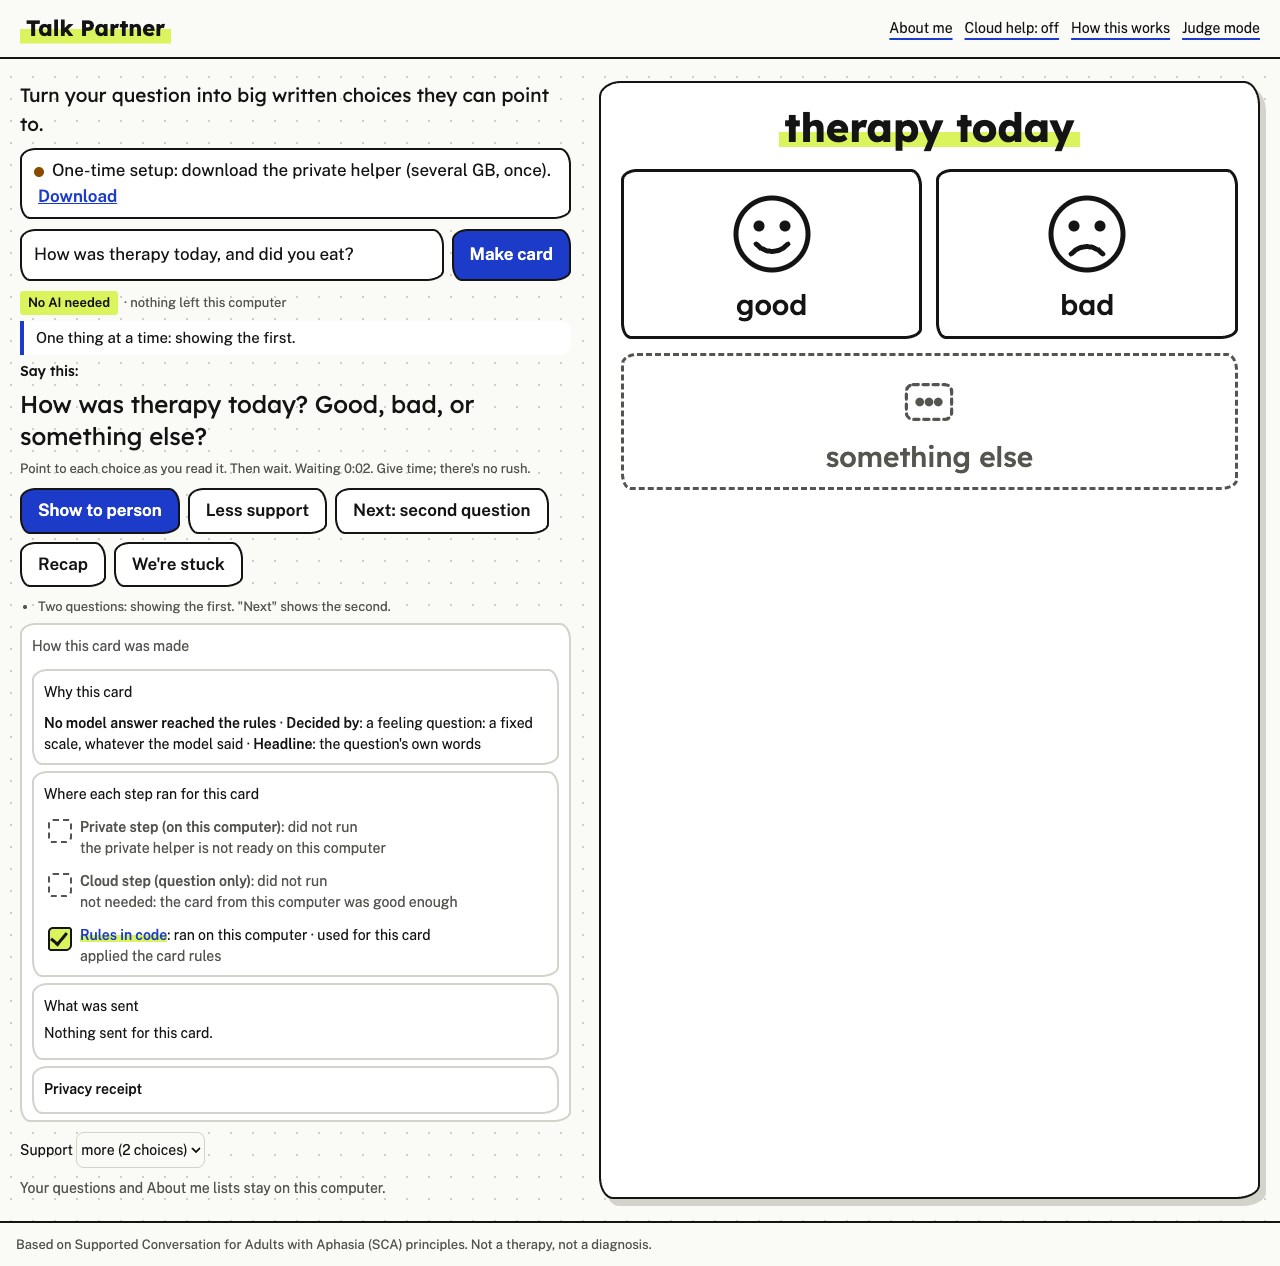 Talk Partner
About me Cloud help: off How this works Judge mode
Turn your question into big written choices they can point
to.
One-time setup: download the private helper (several GB, once).
Download
How was therapy today, and did you eat?
Make card
No AI needed · nothing left this computer
One thing at a time: showing the first.
Say this:
How was therapy today? Good, bad, or
something else?
Point to each choice as you read it. Then wait. Waiting 0:02. Give time; there's no rush.
Show to person Less support Next: second question
Recap We're stuck
• Two questions: showing the first. "Next" shows the second.
How this card was made
Why this card
No model answer reached the rules · Decided by: a feeling question: a fixed
scale, whatever the model said · Headline: the question's own words
Where each step ran for this card
Private step (on this computer): did not run
the private helper is not ready on this computer
Cloud step (question only): did not run
not needed: the card from this computer was good enough
Rules in code: ran on this computer · used for this card
applied the card rules
What was sent
Nothing sent for this card.
Privacy receipt
Support more (2 choices)
Your questions and About me lists stay on this computer.
therapy today
good bad
something else
Based on Supported Conversation for Adults with Aphasia (SCA) principles. Not a therapy, not a diagnosis.